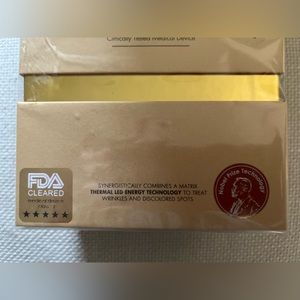 Clinically Tested Medical Device
SYNERGISTICALLY COMBINES A MATRIX
THERMAL LED ENERGY TECHNOLOGY TO TREAT
WRINKLES AND DISCOLORED SPOTS
FDA
CLEARED
Nobel Prize Technology